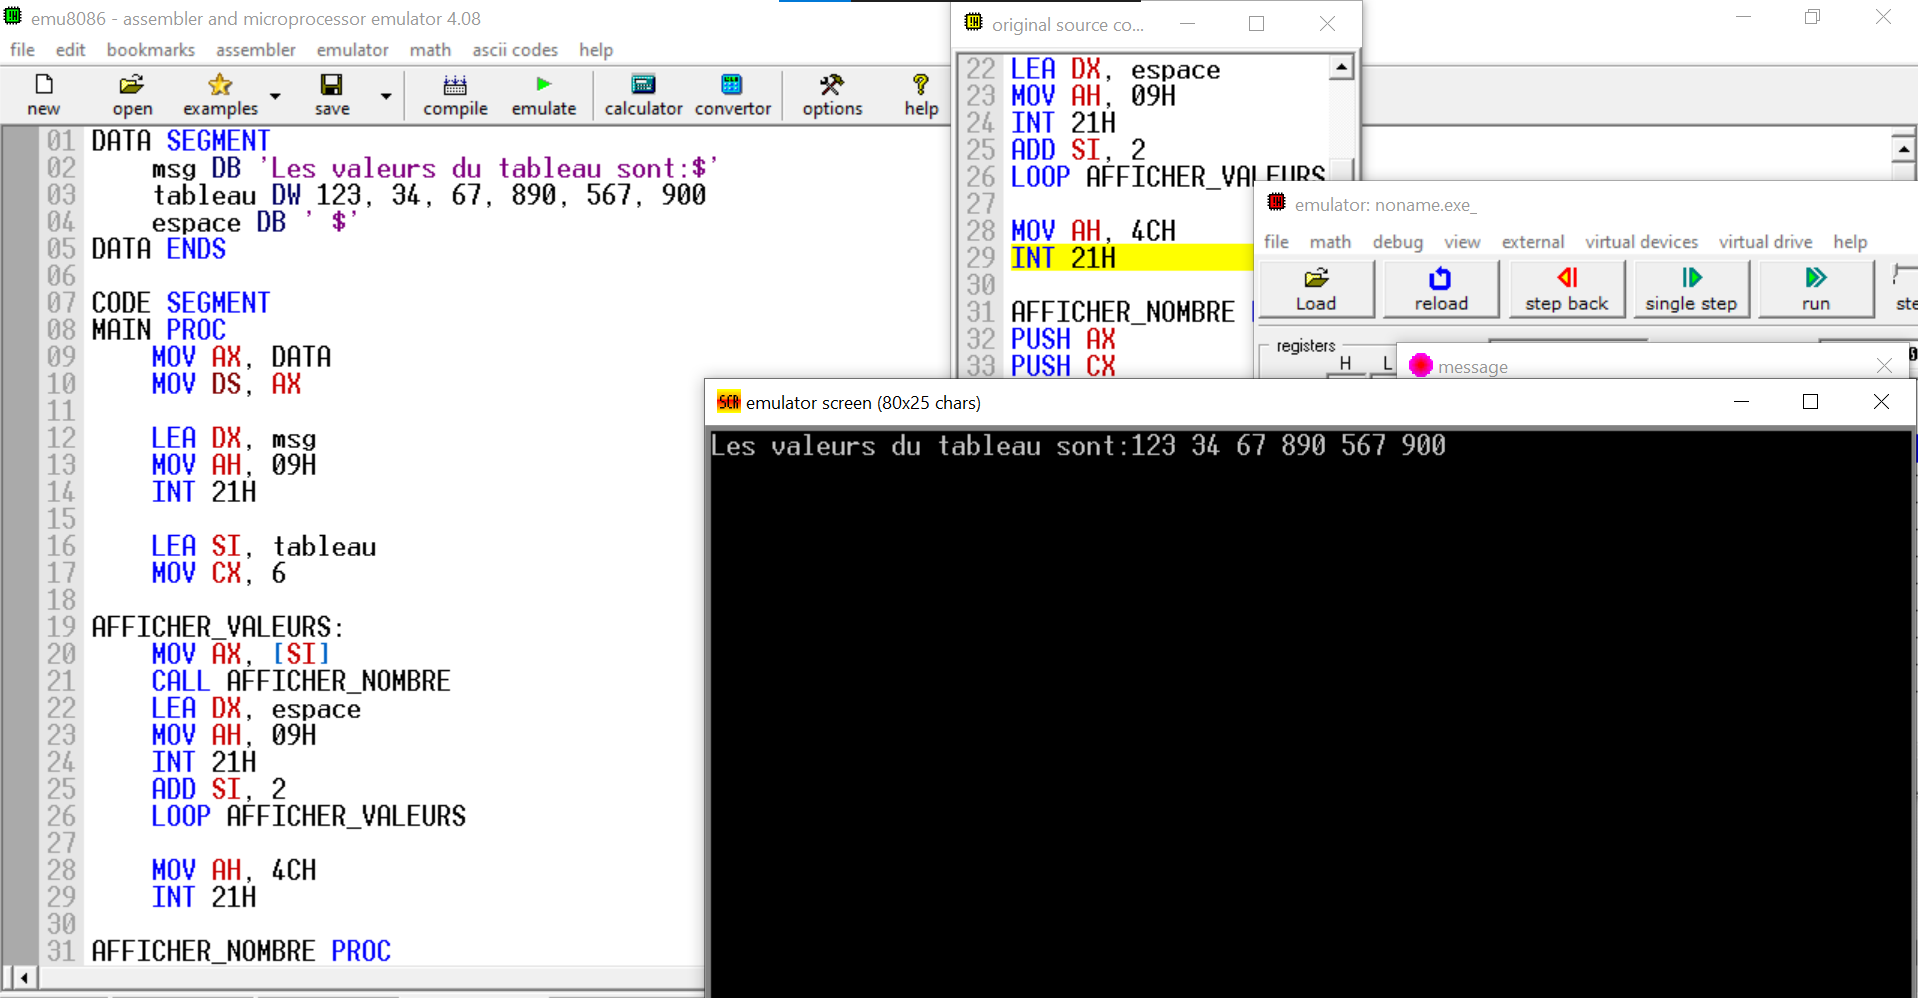 emu8086 - assembler and microprocessor emulator 4.08
file edit bookmarks assembler emulator math ascii codes help
new open examples save compile emulate calculator convertor options help
01 DATA SEGMENT
02 msg DB 'Les valeurs du tableau sont:$'
03 tableau DW 123, 34, 67, 890, 567, 900
04 espace DB ' $'
05 DATA ENDS
06
07 CODE SEGMENT
08 MAIN PROC
09 MOV AX, DATA
10 MOV DS, AX
11
12 LEA DX, msg
13 MOV AH, 09H
14 INT 21H
15
16 LEA SI, tableau
17 MOV CX, 6
18
19 AFFICHER_VALEURS:
20 MOV AX, [SI]
21 CALL AFFICHER_NOMBRE
22 LEA DX, espace
23 MOV AH, 09H
24 INT 21H
25 ADD SI, 2
26 LOOP AFFICHER_VALEURS
27
28 MOV AH, 4CH
29 INT 21H
30
31 AFFICHER_NOMBRE PROC
original source co...
22 LEA DX, espace
23 MOV AH, 09H
24 INT 21H
25 ADD SI, 2
26 LOOP AFFICHER_VALEURS
27
28 MOV AH, 4CH
29 INT 21H
30
31 AFFICHER_NOMBRE
32 PUSH AX
33 PUSH CX
emulator: noname.exe_
file math debug view external virtual devices virtual drive help
Load reload step back single step run
registers
H L
message
SCR emulator screen (80x25 chars)
Les valeurs du tableau sont:123 34 67 890 567 900